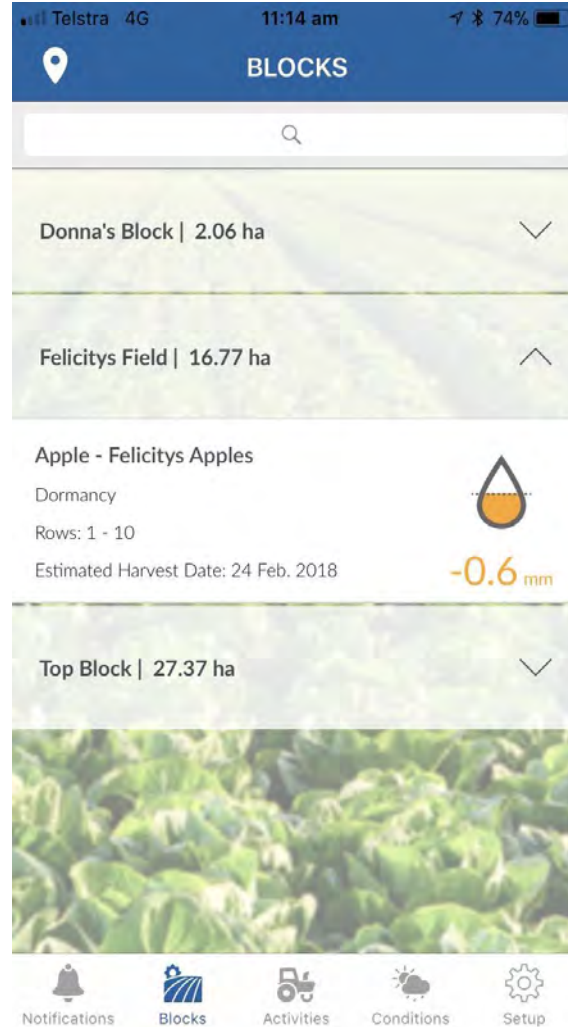 Telstra 4G 11:14 am 74%
BLOCKS
Donna's Block | 2.06 ha
Felicitys Field | 16.77 ha
Apple - Felicitys Apples
Dormancy
Rows: 1 - 10
Estimated Harvest Date: 24 Feb. 2018
-0.6 mm
Top Block | 27.37 ha
Notifications Blocks Activities Conditions Setup